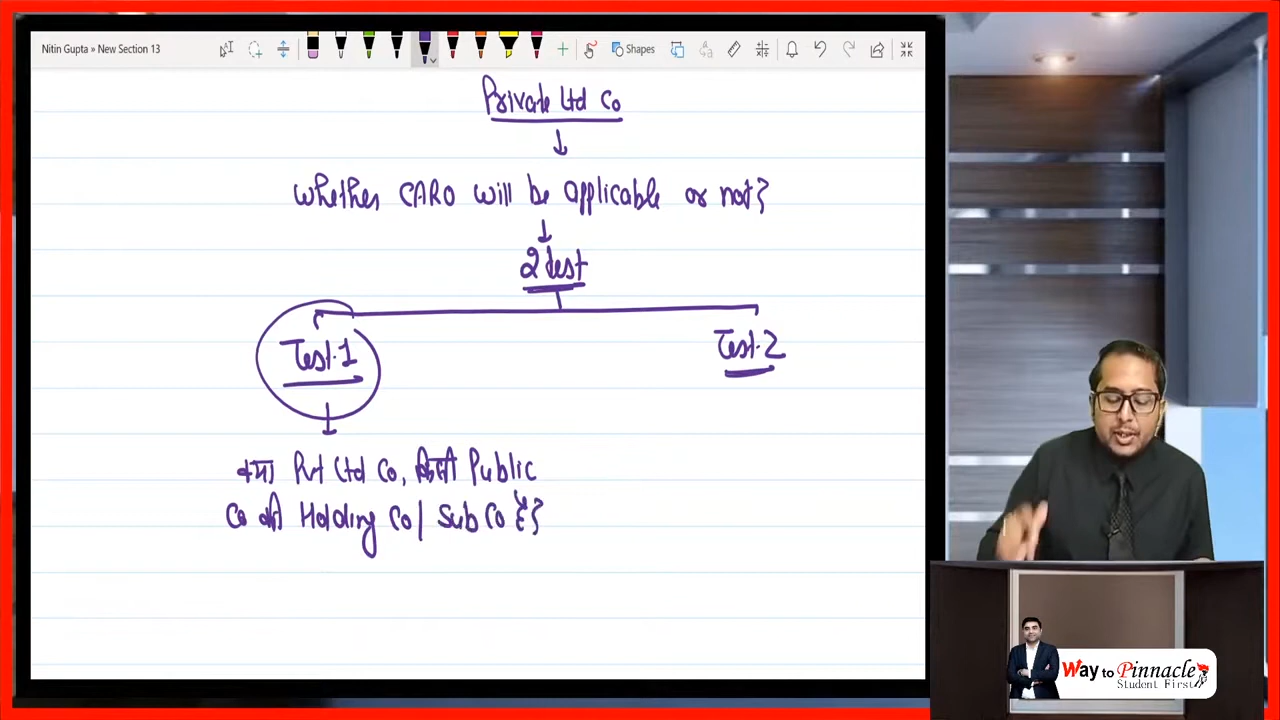 Nitin Gupta » New Section 13
Shapes
Private Ltd Co
Whether CARO will be applicable or not?
2 test
Test-1
Test-2
क्या Pvt Ltd Co, किसी Public
Co की Holding Co/ Sub Co है?
Way to Pinnacle
Student First